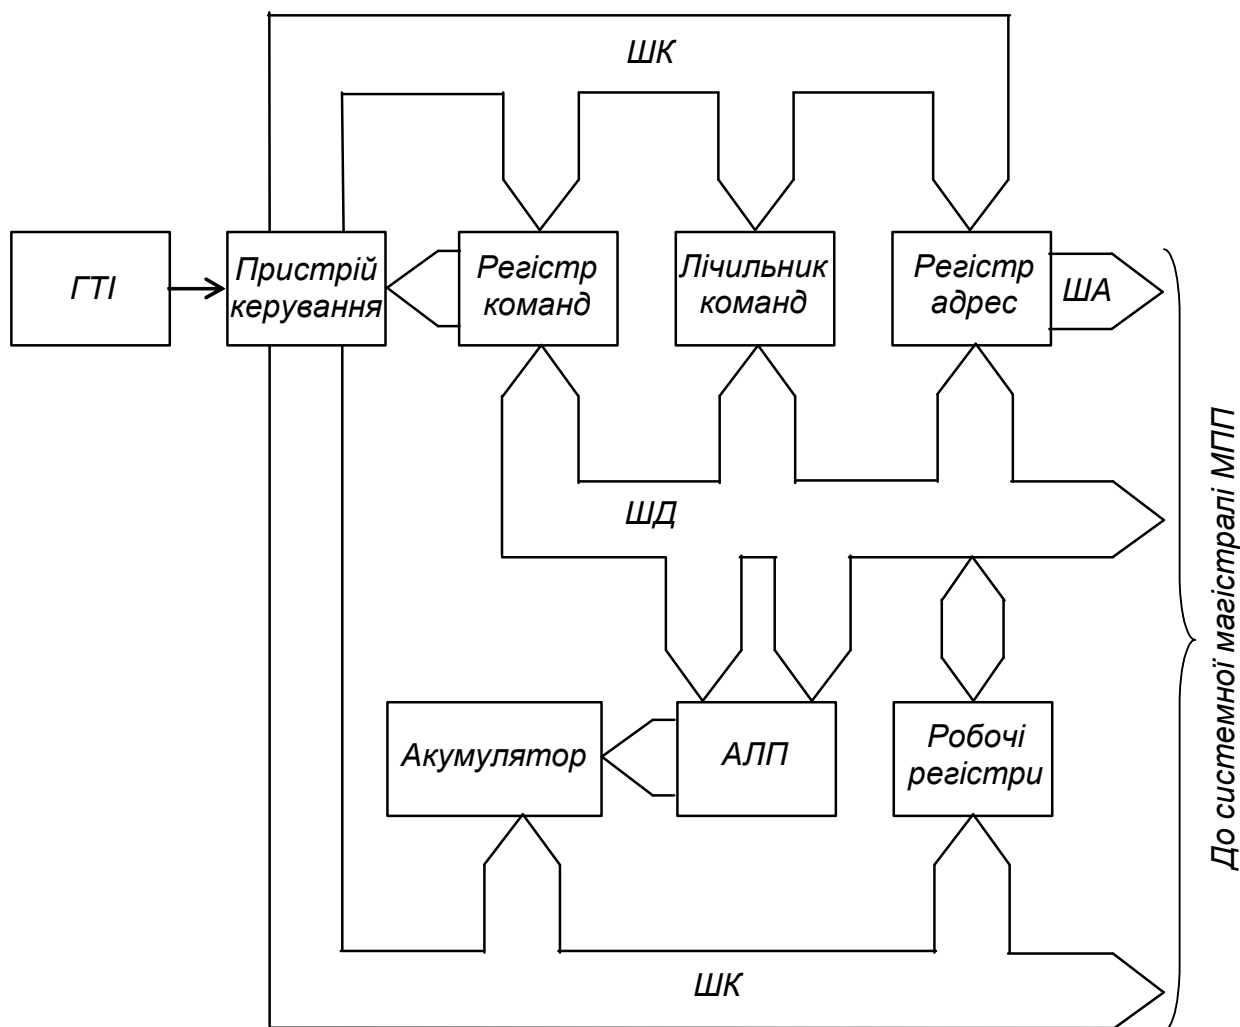 ШК
ГТІ
Пристрій
керування
Регістр
команд
Лічильник
команд
Регістр
адрес
ША
ШД
Акумулятор
АЛП
Робочі
регістри
ШК
До системної магістралі МПП